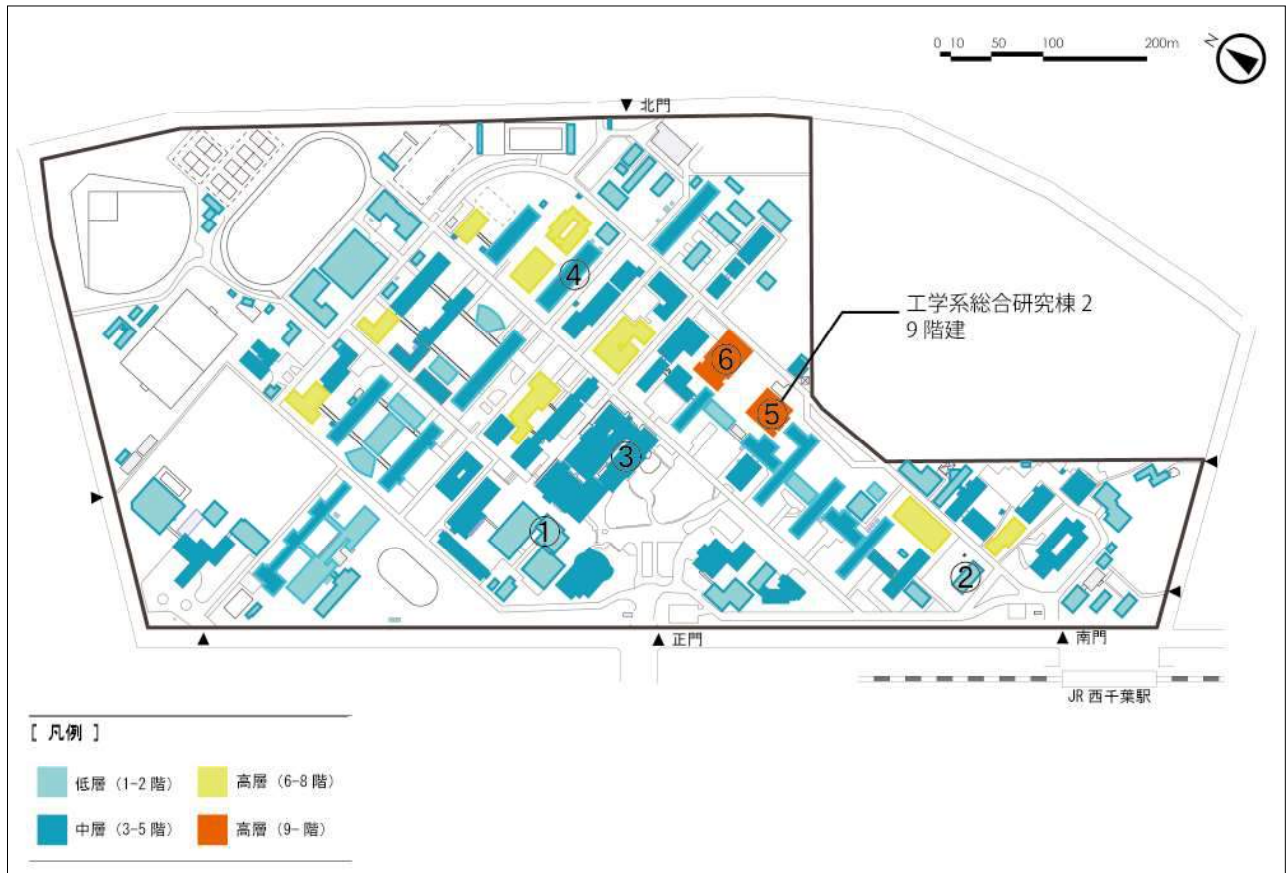 0 10 50 100 200m
N
▼ 北門
④
工学系総合研究棟 2
9 階建
⑥
⑤
③
①
②
▲
▲ 正門
▲ 南門
JR 西千葉駅
[ 凡例 ]
低層 (1-2 階)
高層 (6-8 階)
中層 (3-5 階)
高層 (9- 階)